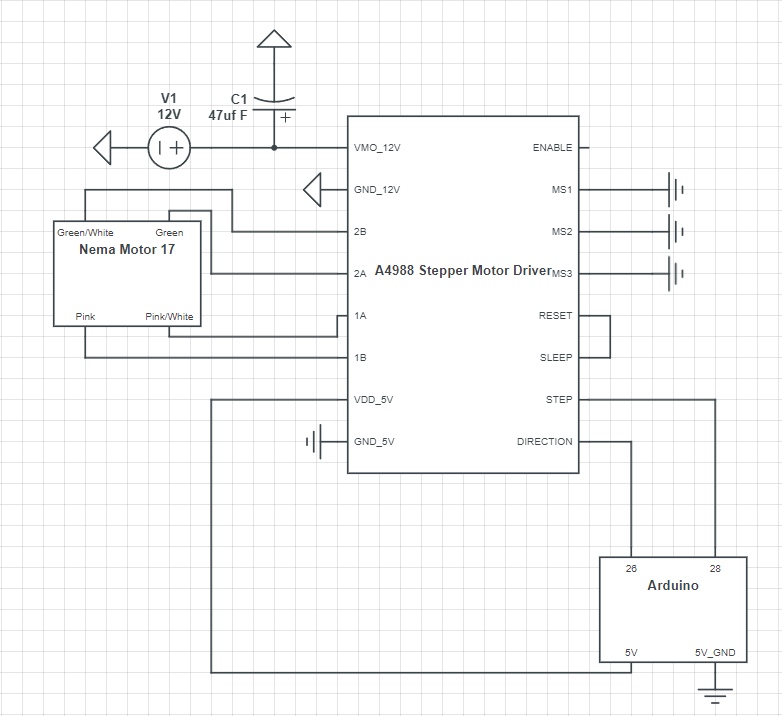 V1
12V
C1
47uf F
+
VMO_12V
ENABLE
GND_12V
MS1
2B
MS2
Green/White
Green
Nema Motor 17
2A
A4988 Stepper Motor Driver
MS3
Pink
Pink/White
1A
RESET
1B
SLEEP
VDD_5V
STEP
GND_5V
DIRECTION
26
28
Arduino
5V
5V_GND